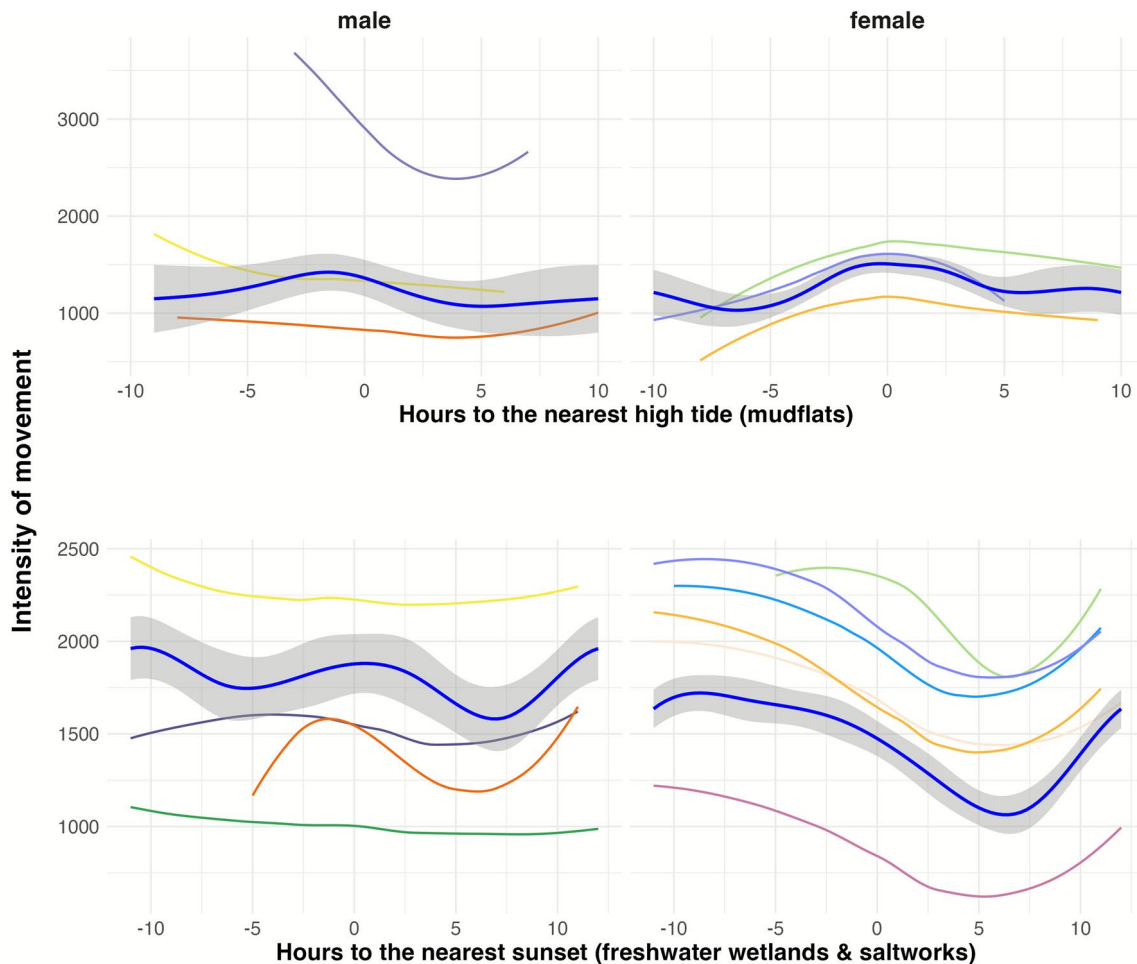 male female
3000
2000
1000
-10 -5 0 5 10 -10 -5 0 5 10
Hours to the nearest high tide (mudflats)
Intensity of movement
2500
2000
1500
1000
-10 -5 0 5 10 -10 -5 0 5 10
Hours to the nearest sunset (freshwater wetlands & saltworks)